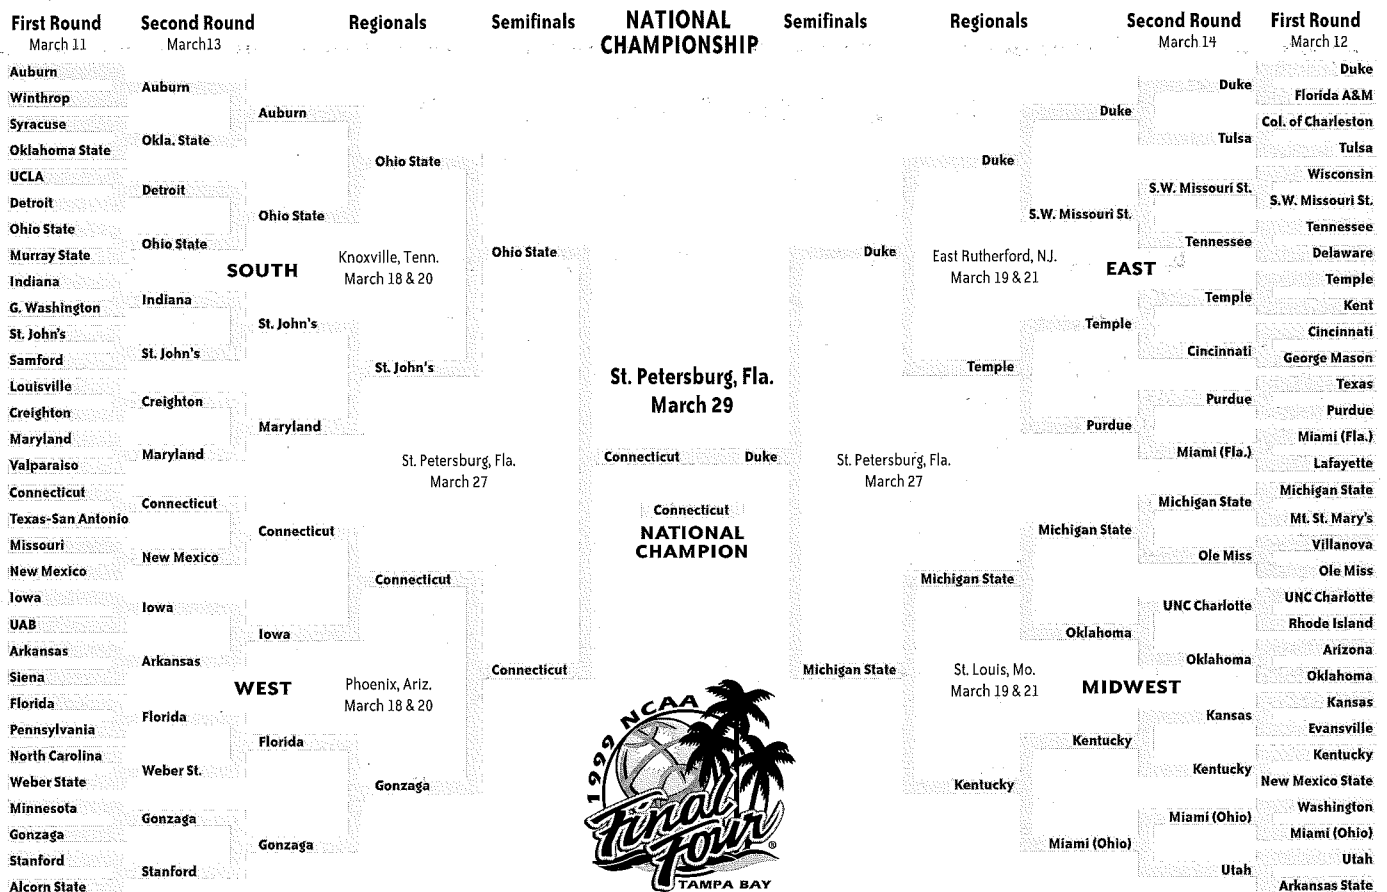 First Round
March 11
Second Round
March13
Regionals
Semifinals
NATIONAL
CHAMPIONSHIP
Semifinals
Regionals
Second Round
March 14
First Round
March 12
Auburn
Winthrop
Syracuse
Oklahoma State
UCLA
Detroit
Ohio State
Murray State
Indiana
G. Washington
St. John's
Samford
Louisville
Creighton
Maryland
Valparaiso
Connecticut
Texas-San Antonio
Missouri
New Mexico
Iowa
UAB
Arkansas
Siena
Florida
Pennsylvania
North Carolina
Weber State
Minnesota
Gonzaga
Stanford
Alcorn State
Auburn
Okla. State
Detroit
Ohio State
Indiana
St. John's
Creighton
Maryland
Connecticut
New Mexico
Iowa
Arkansas
Florida
Weber St.
Gonzaga
Stanford
Auburn
Ohio State
SOUTH
St. John's
Maryland
Connecticut
Iowa
WEST
Florida
Gonzaga
Ohio State
Knoxville, Tenn.
March 18 & 20
St. John's
Connecticut
Phoenix, Ariz.
March 18 & 20
Gonzaga
Ohio State
St. Petersburg, Fla.
March 27
Connecticut
St. Petersburg, Fla.
March 29
Connecticut
Duke
Connecticut
NATIONAL
CHAMPION
1999 NCAA
Final
Four
®
TAMPA BAY
Duke
St. Petersburg, Fla.
March 27
Michigan State
Duke
East Rutherford, N.J.
March 19 & 21
Temple
Michigan State
St. Louis, Mo.
March 19 & 21
Kentucky
Duke
S.W. Missouri St.
EAST
Temple
Purdue
Michigan State
Oklahoma
MIDWEST
Kentucky
Miami (Ohio)
Duke
Tulsa
S.W. Missouri St.
Tennessee
Temple
Cincinnati
Purdue
Miami (Fla.)
Michigan State
Ole Miss
UNC Charlotte
Oklahoma
Kansas
Kentucky
Miami (Ohio)
Utah
Duke
Florida A&M
Col. of Charleston
Tulsa
Wisconsin
S.W. Missouri St.
Tennessee
Delaware
Temple
Kent
Cincinnati
George Mason
Texas
Purdue
Miami (Fla.)
Lafayette
Michigan State
Mt. St. Mary's
Villanova
Ole Miss
UNC Charlotte
Rhode Island
Arizona
Oklahoma
Kansas
Evansville
Kentucky
New Mexico State
Washington
Miami (Ohio)
Utah
Arkansas State